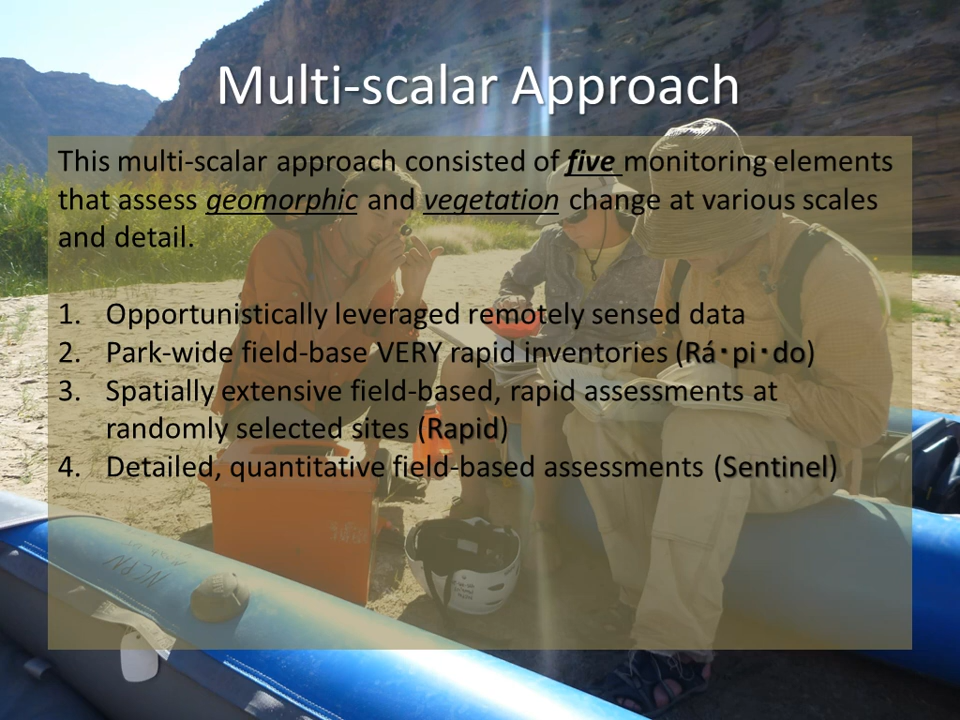 Multi-scalar Approach
This multi-scalar approach consisted of five monitoring elements
that assess geomorphic and vegetation change at various scales
and detail.
1. Opportunistically leveraged remotely sensed data
2. Park-wide field-base VERY rapid inventories (Rá･pi･do)
3. Spatially extensive field-based, rapid assessments at
randomly selected sites (Rapid)
4. Detailed, quantitative field-based assessments (Sentinel)
NCPN